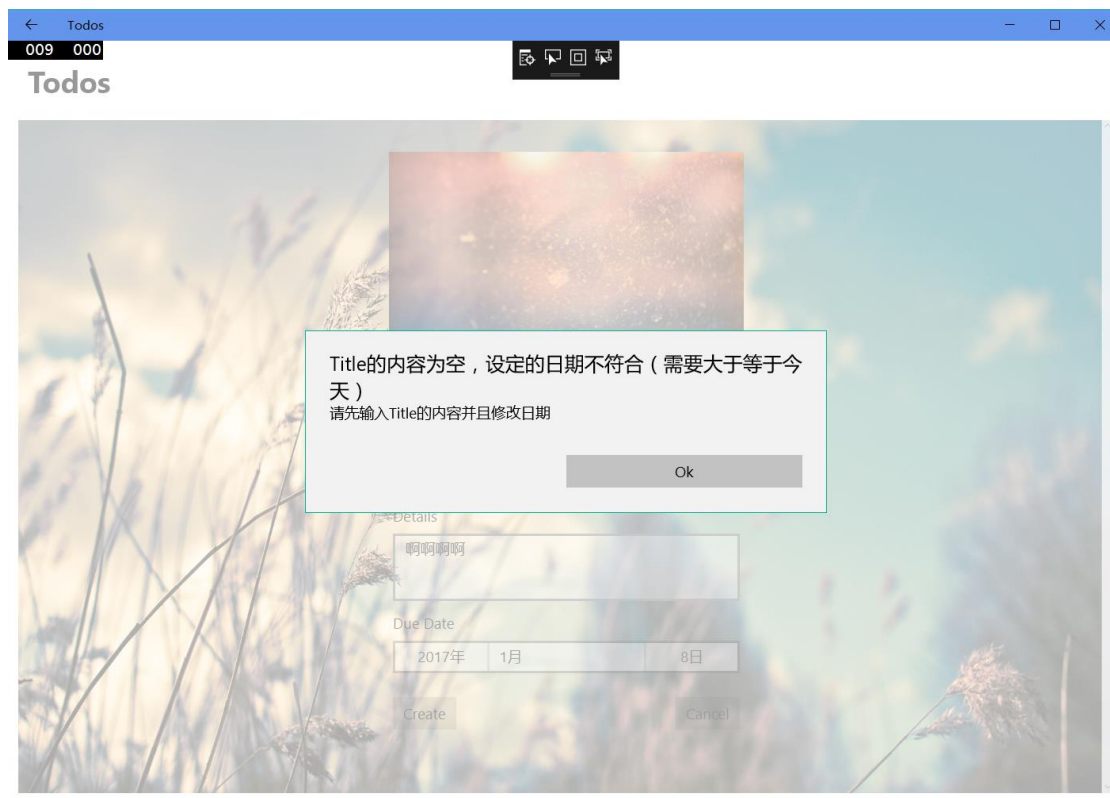 Todos
009 000
Todos
Title的内容为空，设定的日期不符合（需要大于等于今
天）
请先输入Title的内容并且修改日期
Ok
Details
啊啊啊啊
Due Date
2017年 1月 8日
Create Cancel